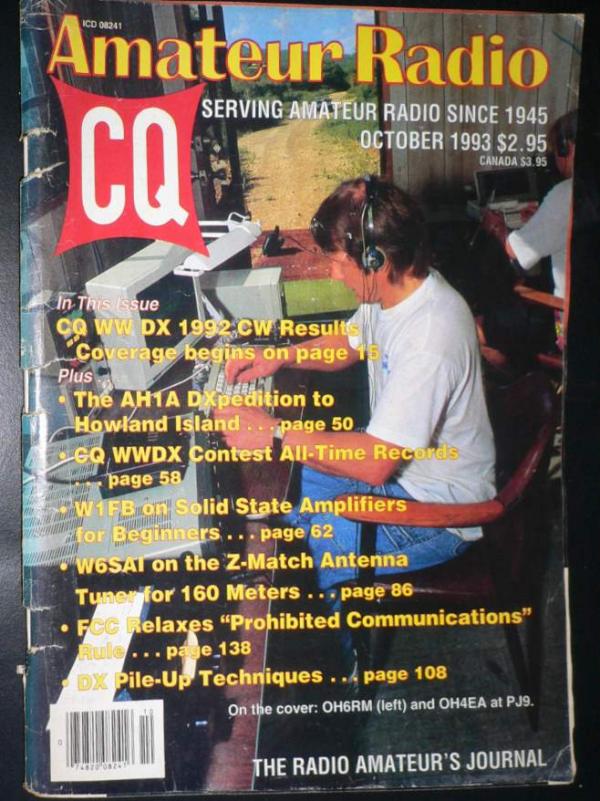 ICD 08241
Amateur Radio
CQ
SERVING AMATEUR RADIO SINCE 1945
OCTOBER 1993 $2.95
CANADA $3.95
In This Issue
CQ WW DX 1992 CW Results
Coverage begins on page 15
Plus...
• The AH1A DXpedition to
Howland Island . . . page 50
• CQ WWDX Contest All-Time Records
. . . page 58
• W1FB on Solid State Amplifiers
for Beginners . . . page 62
• W6SAI on the Z-Match Antenna
Tuner for 160 Meters . . . page 86
• FCC Relaxes “Prohibited Communications”
Rule . . . page 138
• DX Pile-Up Techniques . . . page 108
On the cover: OH6RM (left) and OH4EA at PJ9.
10
0 74820 08241
THE RADIO AMATEUR'S JOURNAL